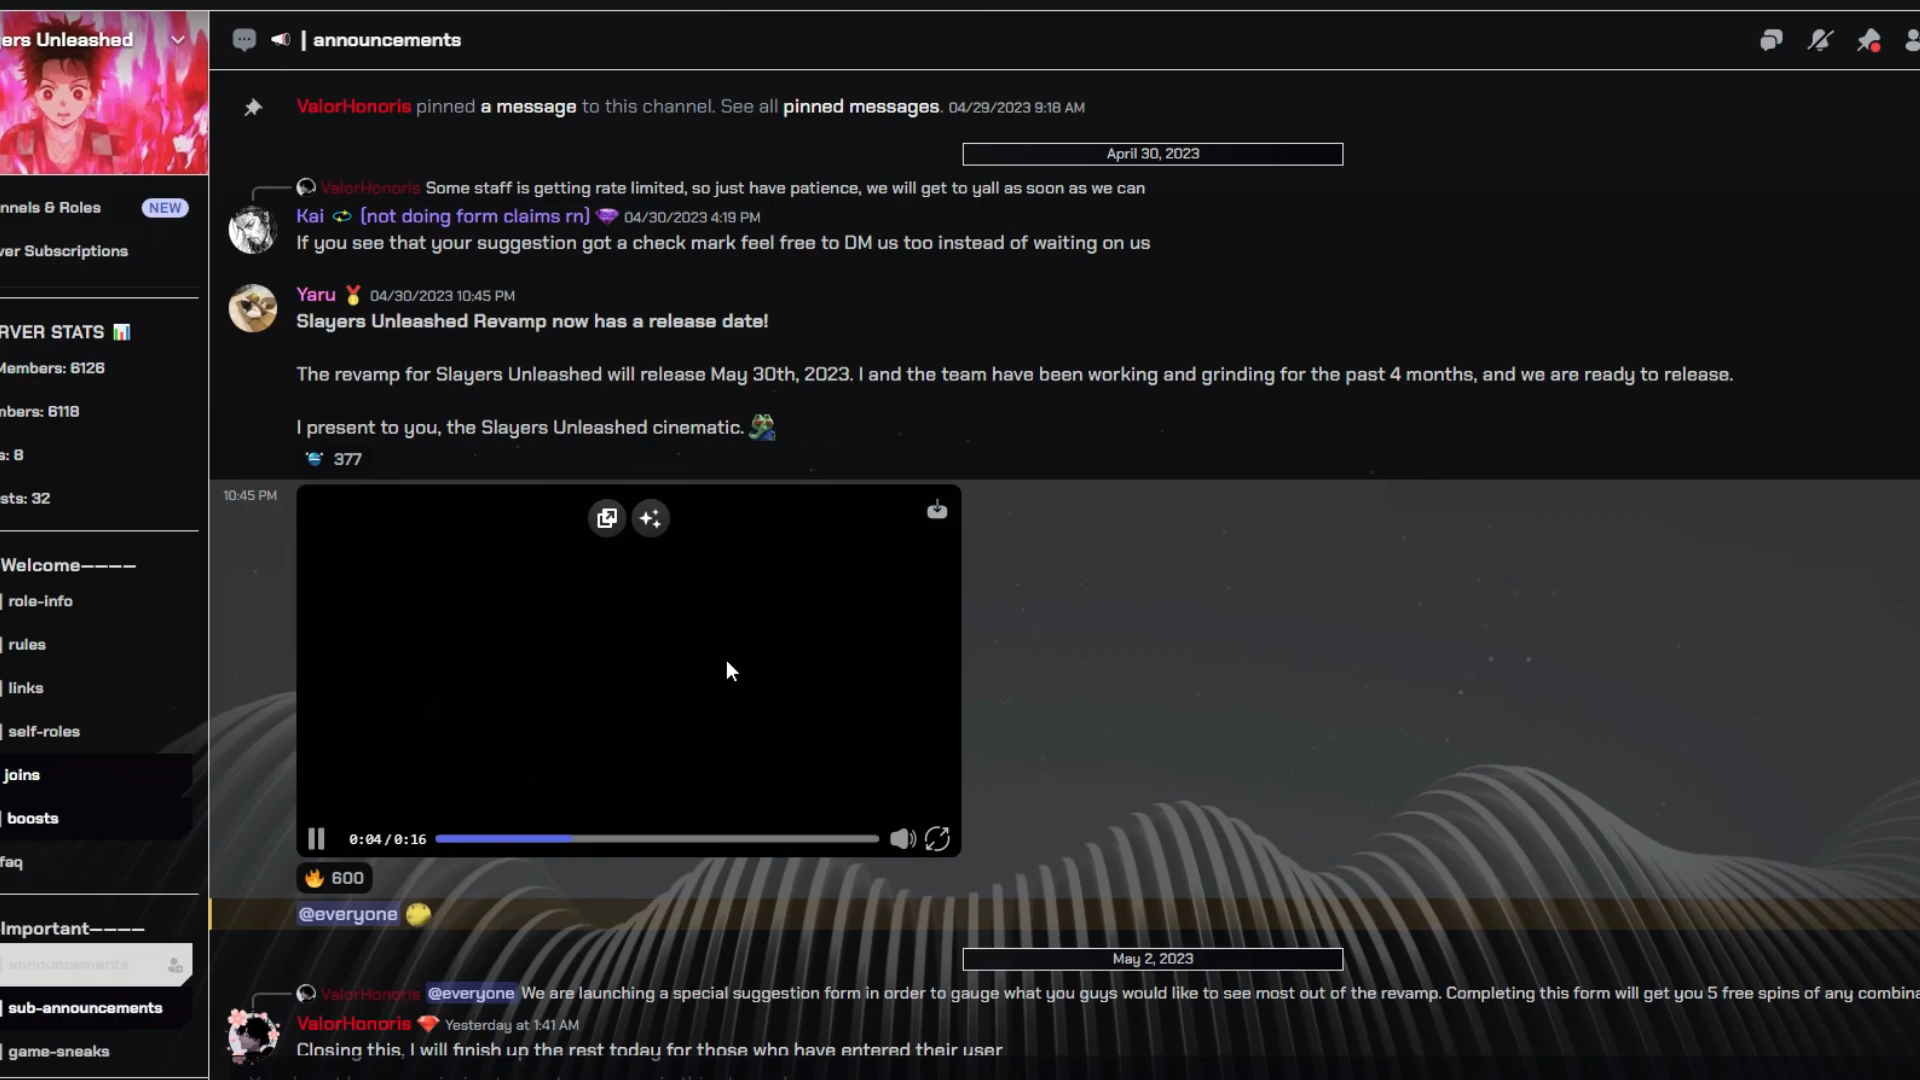 ers Unleashed
| announcements
ValorHonoris pinned a message to this channel. See all pinned messages. 04/29/2023 9:18 AM
April 30, 2023
ValorHonoris Some staff is getting rate limited, so just have patience, we will get to yall as soon as we can
Kai (not doing form claims rn) 04/30/2023 4:19 PM
If you see that your suggestion got a check mark feel free to DM us too instead of waiting on us
Yaru 04/30/2023 10:45 PM
Slayers Unleashed Revamp now has a release date!
The revamp for Slayers Unleashed will release May 30th, 2023. I and the team have been working and grinding for the past 4 months, and we are ready to release.
I present to you, the Slayers Unleashed cinematic.
377
10:45 PM
0:04/0:16
600
@everyone
May 2, 2023
ValorHonoris @everyone We are launching a special suggestion form in order to gauge what you guys would like to see most out of the revamp. Completing this form will get you 5 free spins of any combina
ValorHonoris Yesterday at 1:41 AM
Closing this, I will finish up the rest today for those who have entered their user
nnels & Roles NEW
ver Subscriptions
RVER STATS
Members: 6126
mbers: 6118
s: 8
sts: 32
Welcome————
| role-info
| rules
| links
| self-roles
joins
| boosts
faq
Important————
| announcements
| sub-announcements
| game-sneaks